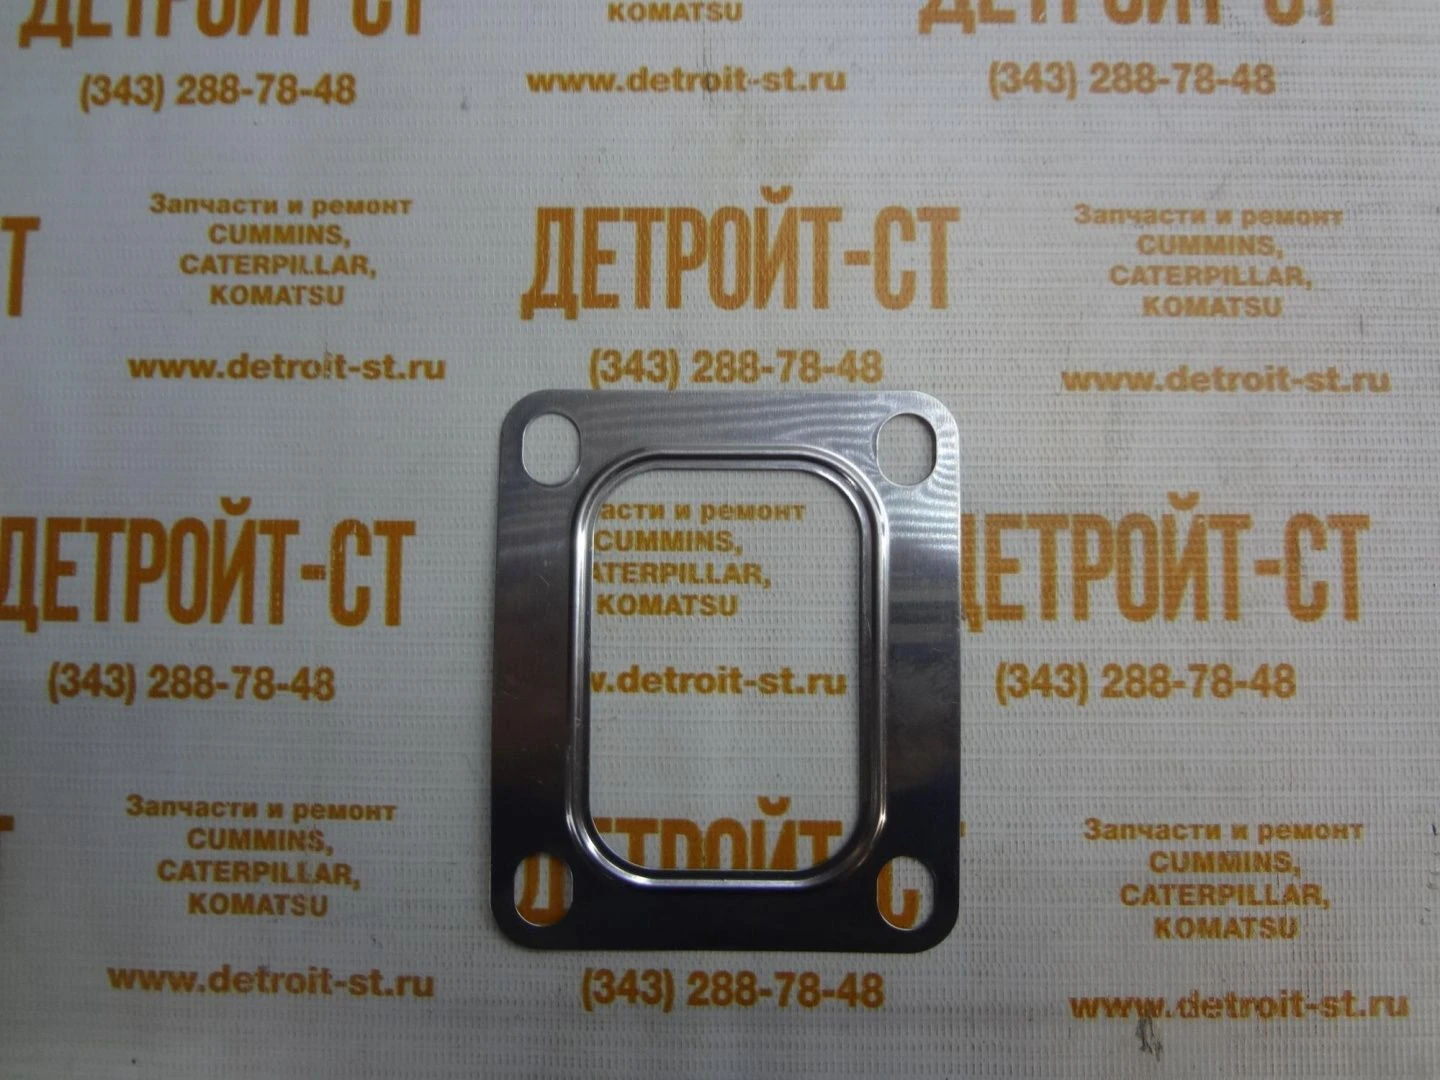 ДЕТРОЙТ-СТ
(343) 288-78-48
KOMATSU
www.detroit-st.ru
ДЕТРОЙТ-СТ
(343) 288-78-48
Запчасти и ремонт
CUMMINS,
CATERPILLAR,
KOMATSU
www.detroit-st.ru
ДЕТРОЙТ-СТ
(343) 288-78-48
Запчасти и ремонт
CUMMINS,
CATERPILLAR,
KOMATSU
www.detroit-st.ru
ДЕТРОЙТ-СТ
(343) 288-78-48
асти и ремонт
CUMMINS,
ATERPILLAR,
KOMATSU
w.detroit-st.ru
ДЕТРОЙТ-СТ
(343) 288-78-48
Запчасти и ремонт
CUMMINS,
CATERPILLAR,
KOMATSU
www.detroit-st.ru
(343) 288-78-48
Запчасти и ремонт
CUMMINS,
CATERPILLAR,
KOMATSU
www.detroit-st.ru